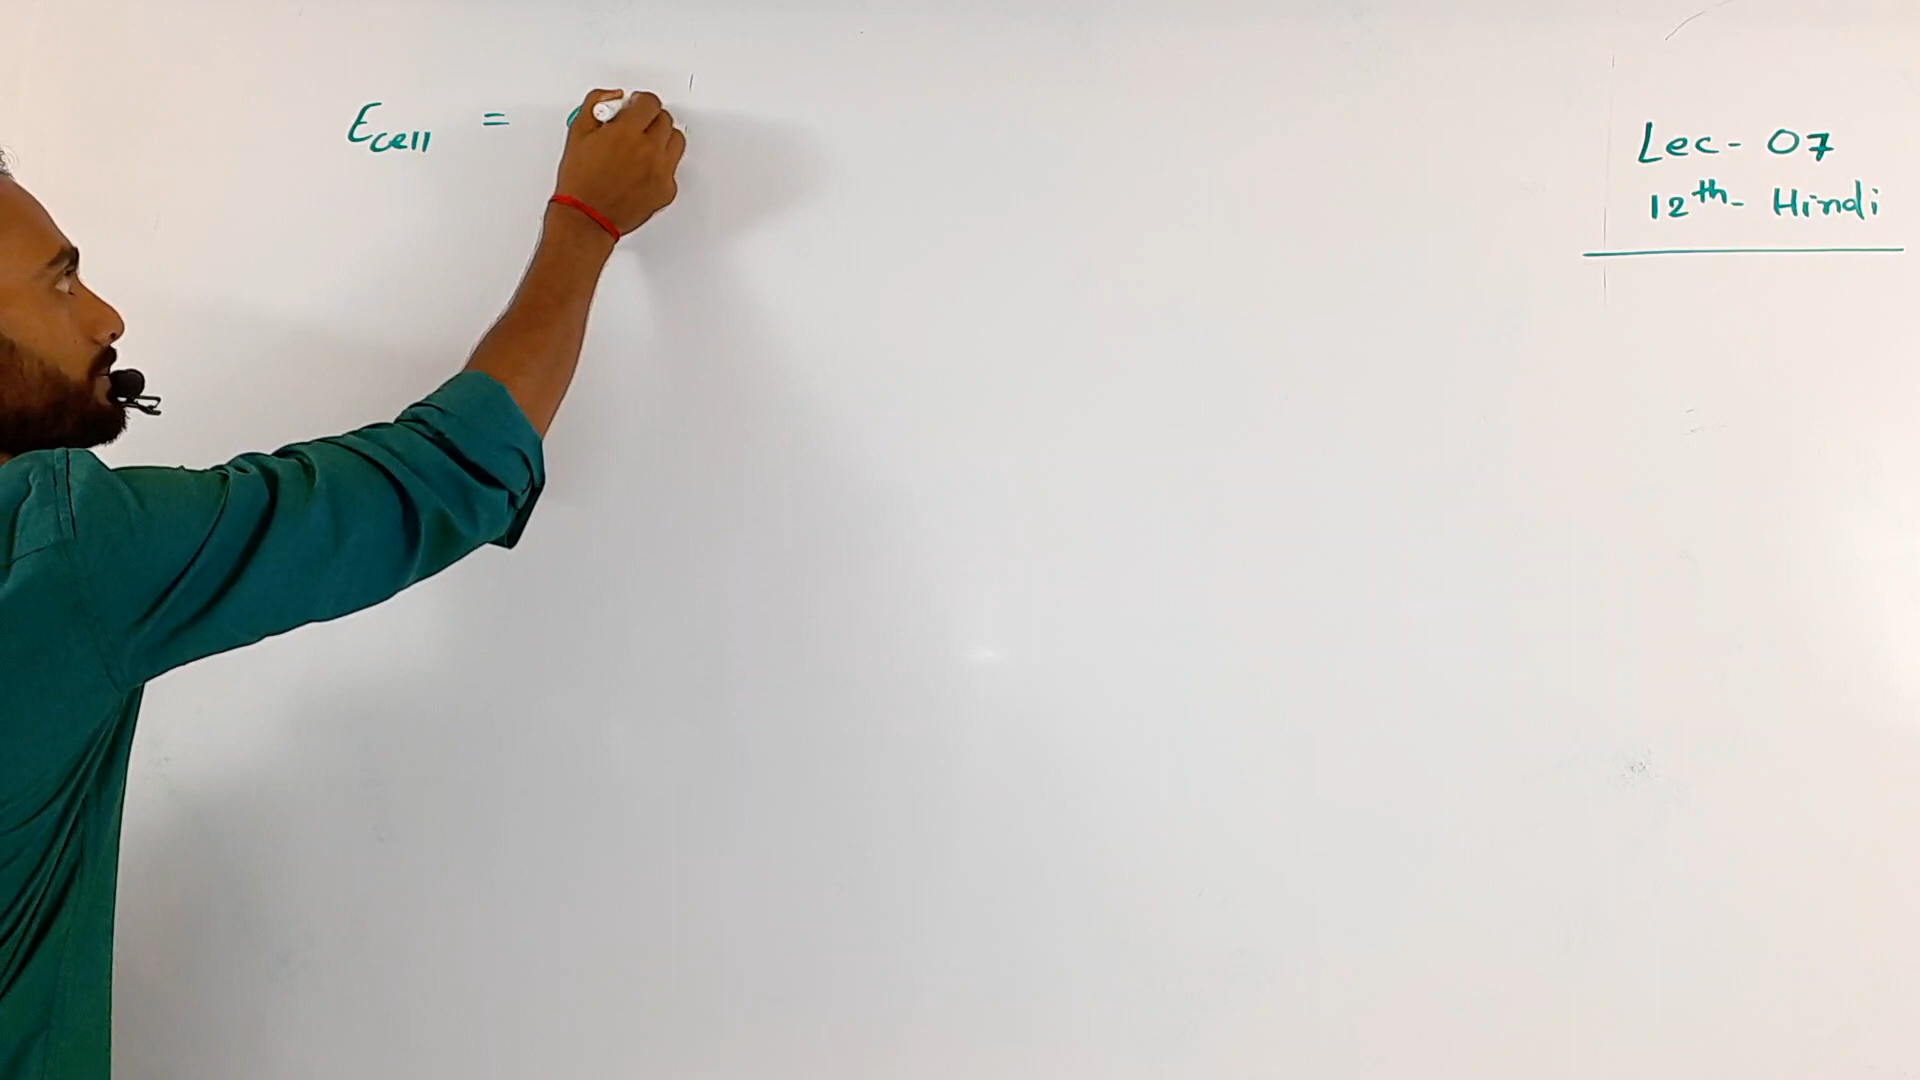 Ecell =
Lec- 07
12th- Hindi